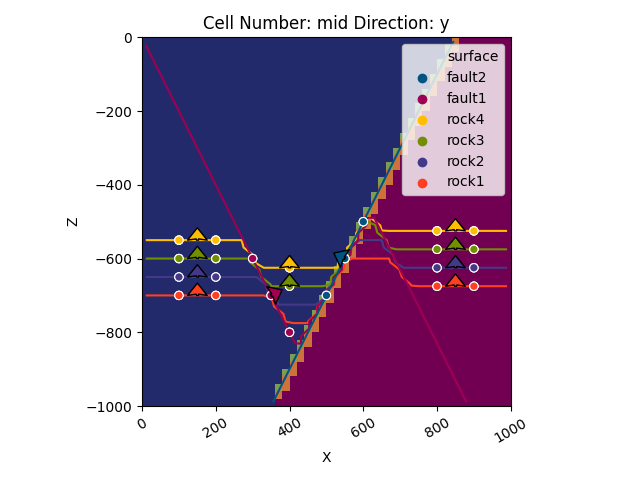 Cell Number: mid Direction: y
0
−200
−400
−600
−800
−1000
Z
surface
fault2
fault1
rock4
rock3
rock2
rock1
0
200
400
600
800
1000
X